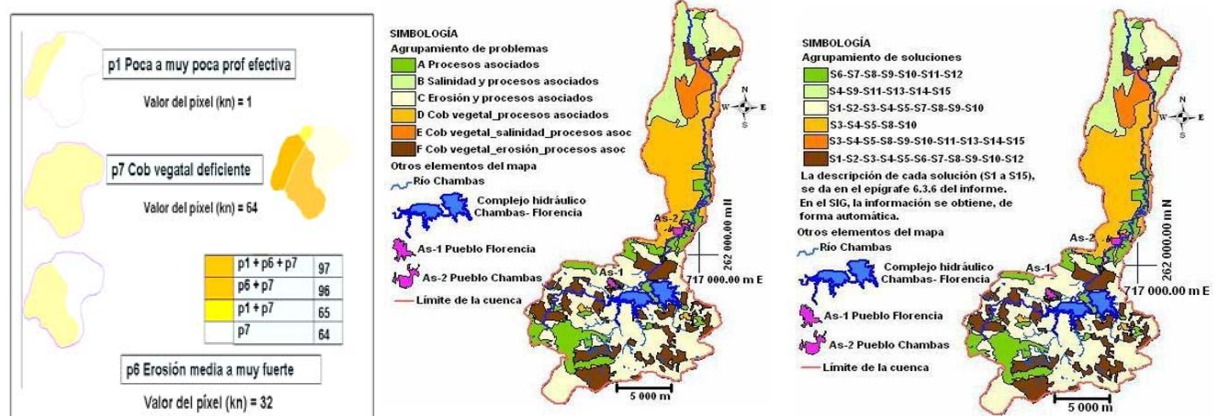 p1 Poca a muy poca prof efectiva
Valor del píxel (kn) = 1
p7 Cob vegatal deficiente
Valor del píxel (kn) = 64
p1 + p6 + p7 97
p6 + p7 96
p1 + p7 65
p7 64
p6 Erosión media a muy fuerte
Valor del píxel (kn) = 32
SIMBOLOGÍA
Agrupamiento de problemas
A Procesos asociados
B Salinidad y procesos asociados
C Erosión y procesos asociados
D Cob vegetal_procesos asociados
E Cob vegetal_salinidad_procesos asoc
F Cob vegetal_erosión_procesos asoc
Otros elementos del mapa
Río Chambas
Complejo hidráulico
Chambas- Florencia
As-1 Pueblo Florencia
As-2 Pueblo Chambas
Límite de la cuenca
N
W E
S
As-2
As-1
262 000.00 m N
717 000.00 m E
5 000 m
SIMBOLOGÍA
Agrupamiento de soluciones
S6-S7-S8-S9-S10-S11-S12
S4-S9-S11-S13-S14-S15
S1-S2-S3-S4-S5-S7-S8-S9-S10
S3-S4-S5-S8-S10
S3-S4-S5-S8-S9-S10-S11-S13-S14-S15
S1-S2-S3-S4-S5-S6-S7-S8-S9-S10-S12
La descripción de cada solución (S1 a S15),
se da en el epígrafe 6.3.6 del informe.
En el SIG, la información se obtiene, de
forma automática.
Otros elementos del mapa
Río Chambas
Complejo hidráulico
Chambas- Florencia
As-1 Pueblo Florencia
As-2 Pueblo Chambas
Límite de la cuenca
N
W E
S
As-2
As-1
262 000.00 m N
717 000.00 m E
5 000 m